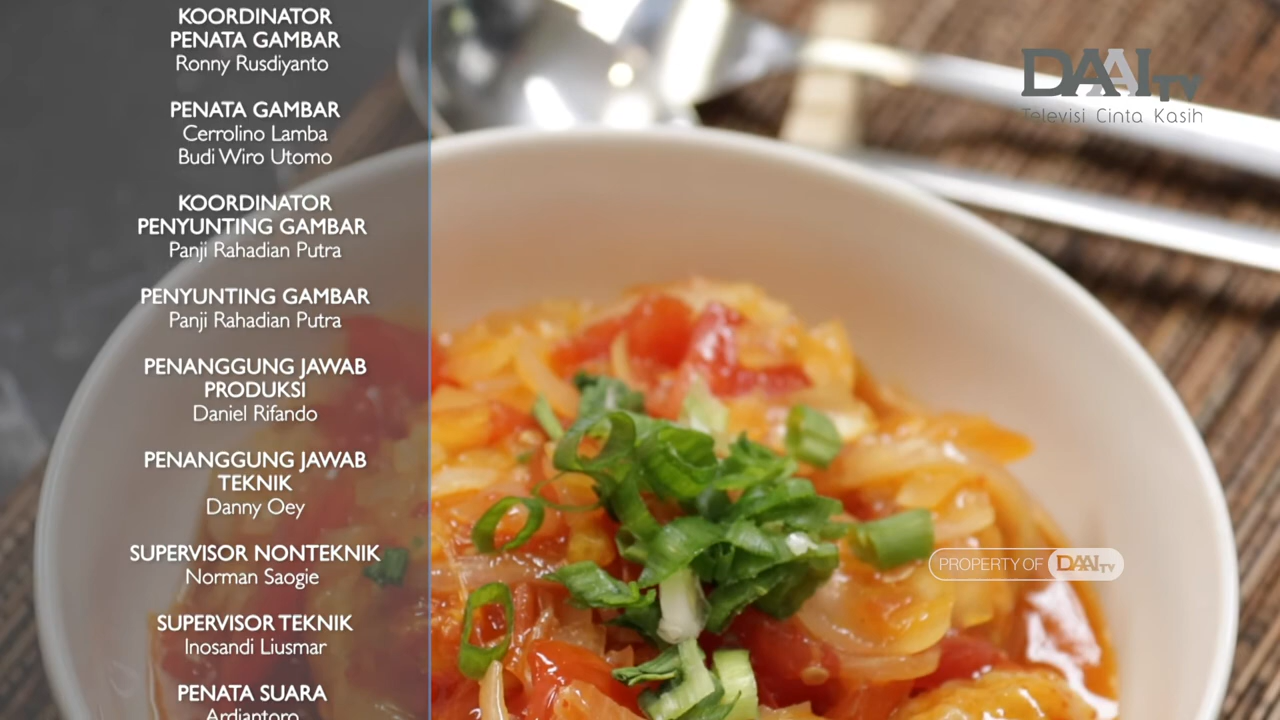 KOORDINATOR
PENATA GAMBAR
Ronny Rusdiyanto
PENATA GAMBAR
Cerrolino Lamba
Budi Wiro Utomo
KOORDINATOR
PENYUNTING GAMBAR
Panji Rahadian Putra
PENYUNTING GAMBAR
Panji Rahadian Putra
PENANGGUNG JAWAB
PRODUKSI
Daniel Rifando
PENANGGUNG JAWAB
TEKNIK
Danny Oey
SUPERVISOR NONTEKNIK
Norman Saogie
SUPERVISOR TEKNIK
Inosandi Liusmar
PENATA SUARA
Ardiantoro
DAAI TV
Televisi Cinta Kasih
PROPERTY OF DAAI TV